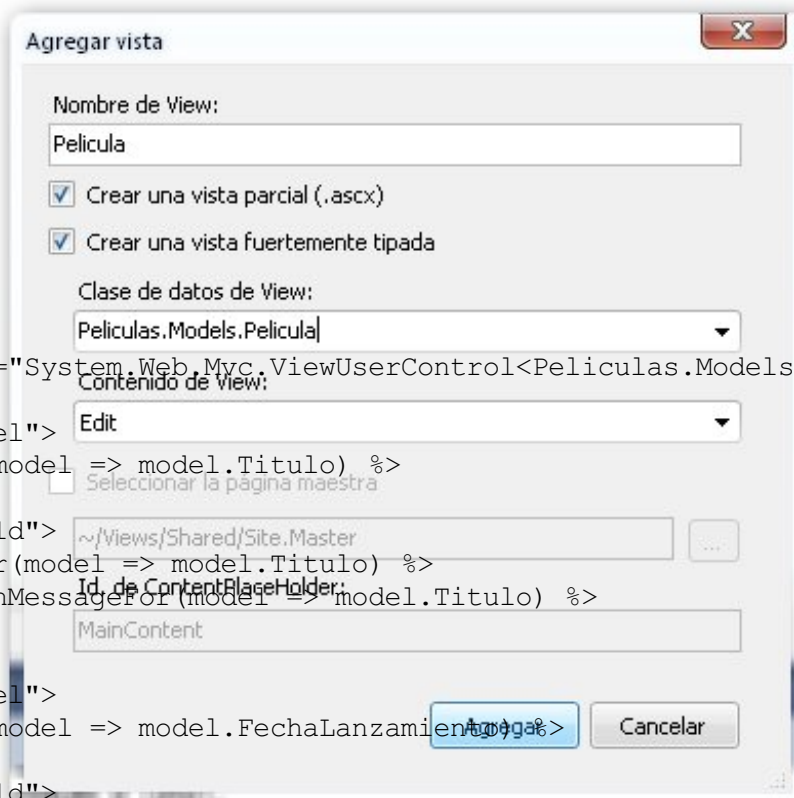 Agregar vista
Nombre de View:
Pelicula
Crear una vista parcial (.ascx)
Crear una vista fuertemente tipada
Clase de datos de View:
Peliculas.Models.Pelicula
="System.Web.Mvc.ViewUserControl<Peliculas.Models
Contenido de View:
el">
Edit
model => model.Titulo) %>
Seleccionar la página maestra
ld">
~/Views/Shared/Site.Master
...
r(model => model.Titulo) %>
Id. de ContentPlaceHolder:
nMessageFor(model => model.Titulo) %>
MainContent
el">
model => model.FechaLanzamiento) %>
Agregar
Cancelar
ld">